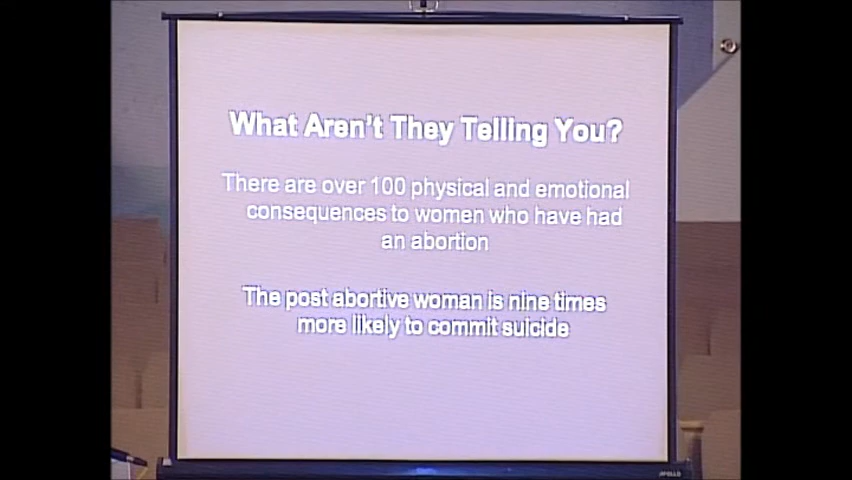 What Aren't They Telling You?
There are over 100 physical and emotional
consequences to women who have had
an abortion
The post abortive woman is nine times
more likely to commit suicide
APOLLO